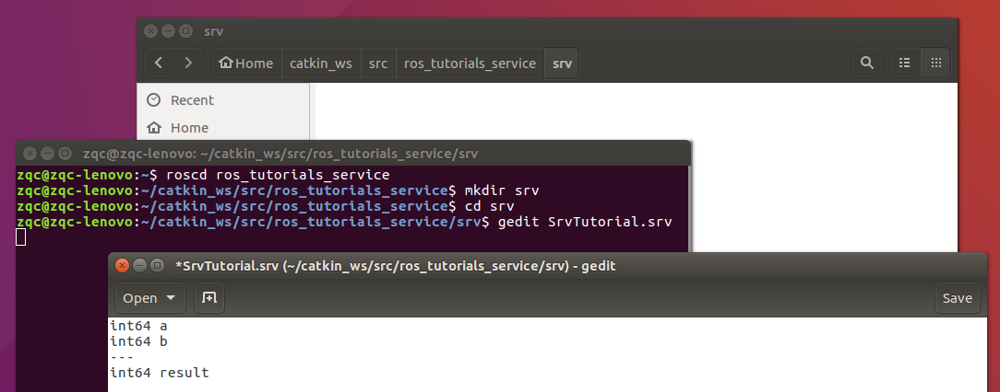 srv
Home catkin_ws src ros_tutorials_service srv
Recent
Home
zqc@zqc-lenovo: ~/catkin_ws/src/ros_tutorials_service/srv
zqc@zqc-lenovo:~$ roscd ros_tutorials_service
zqc@zqc-lenovo:~/catkin_ws/src/ros_tutorials_service$ mkdir srv
zqc@zqc-lenovo:~/catkin_ws/src/ros_tutorials_service$ cd srv
zqc@zqc-lenovo:~/catkin_ws/src/ros_tutorials_service/srv$ gedit SrvTutorial.srv
*SrvTutorial.srv (~/catkin_ws/src/ros_tutorials_service/srv) - gedit
Open Save
int64 a
int64 b
---
int64 result